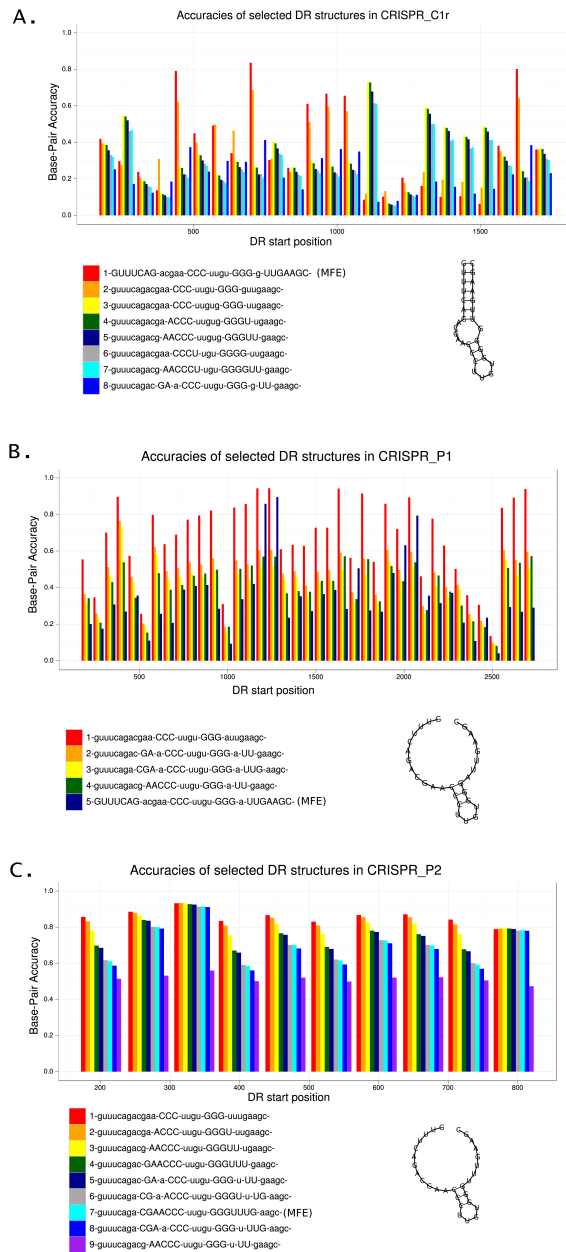 A.
Accuracies of selected DR structures in CRISPR_C1r
1.0
0.8
0.6
0.4
0.2
0.0
Base-Pair Accuracy
500
1000
1500
DR start position
1-GUUUCAG-acgaa-CCC-uugu-GGG-g-UUGAAGC- (MFE)
2-guuucagacgaa-CCC-uugu-GGG-guugaagc-
3-guuucagacgaa-CCC-uugug-GGG-uugaagc-
4-guuucagacga-ACCC-uugug-GGGU-ugaagc-
5-guuucagacg-AACCC-uugug-GGGUU-gaagc-
6-guuucagacgaa-CCCU-ugu-GGGG-uugaagc-
7-guuucagacg-AACCCU-ugu-GGGGUU-gaagc-
8-guuucagac-GA-a-CCC-uugu-GGG-g-UU-gaagc-
B.
Accuracies of selected DR structures in CRISPR_P1
1.0
0.8
0.6
0.4
0.2
0.0
Base-Pair Accuracy
500
1000
1500
2000
2500
DR start position
1-guuucagacgaa-CCC-uugu-GGG-auugaagc-
2-guuucagac-GA-a-CCC-uugu-GGG-a-UU-gaagc-
3-guuucaga-CGA-a-CCC-uugu-GGG-a-UUG-aagc-
4-guuucagacg-AACCC-uugu-GGG-a-UU-gaagc-
5-GUUUCAG-acgaa-CCC-uugu-GGG-a-UUGAAGC- (MFE)
C.
Accuracies of selected DR structures in CRISPR_P2
1.0
0.8
0.6
0.4
0.2
0.0
Base-Pair Accuracy
200
300
400
500
600
700
800
DR start position
1-guuucagacgaa-CCC-uugu-GGG-uuugaagc-
2-guuucagacga-ACCC-uugu-GGGU-uugaagc-
3-guuucagacg-AACCC-uugu-GGGUU-ugaagc-
4-guuucagac-GAACCC-uugu-GGGUUU-gaagc-
5-guuucagac-GA-a-CCC-uugu-GGG-u-UU-gaagc-
6-guuucaga-CG-a-ACCC-uugu-GGGU-u-UG-aagc-
7-guuucaga-CGAACCC-uugu-GGGUUUG-aagc- (MFE)
8-guuucaga-CGA-a-CCC-uugu-GGG-u-UUG-aagc-
9-guuucagacg-AACCC-uugu-GGG-u-UU-gaagc-